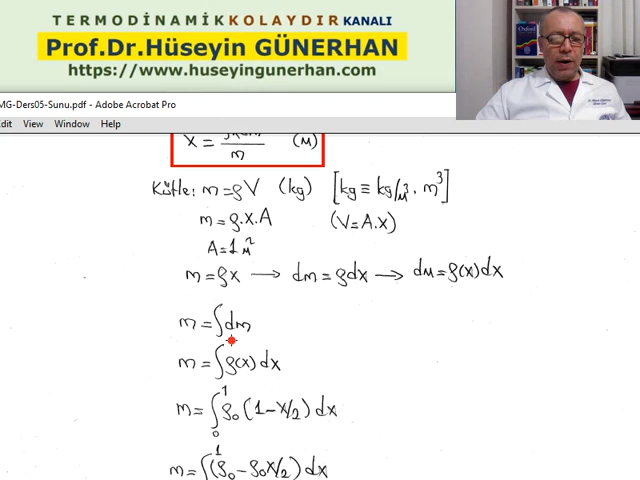 TERMODİNAMİKKOLAYDIR KANALI
Prof.Dr.Hüseyin GÜNERHAN
https://www.huseyingunerhan.com
MG-Ders05-Sunu.pdf - Adobe Acrobat Pro
dit View Window Help
x = / m (m)
Kütle: m = ρV (kg) [kg ≡ kg/m³ . m³]
m = ρ.x.A (V = A.x)
A = 1 m²
m = ρx → dm = ρdx → dm = ρ(x)dx
m = ∫dm
m = ∫ρ(x)dx
m = ∫₀¹ ρ₀ (1 - x/2) dx
m = ∫¹ (ρ₀ - ρ₀x/2) dx